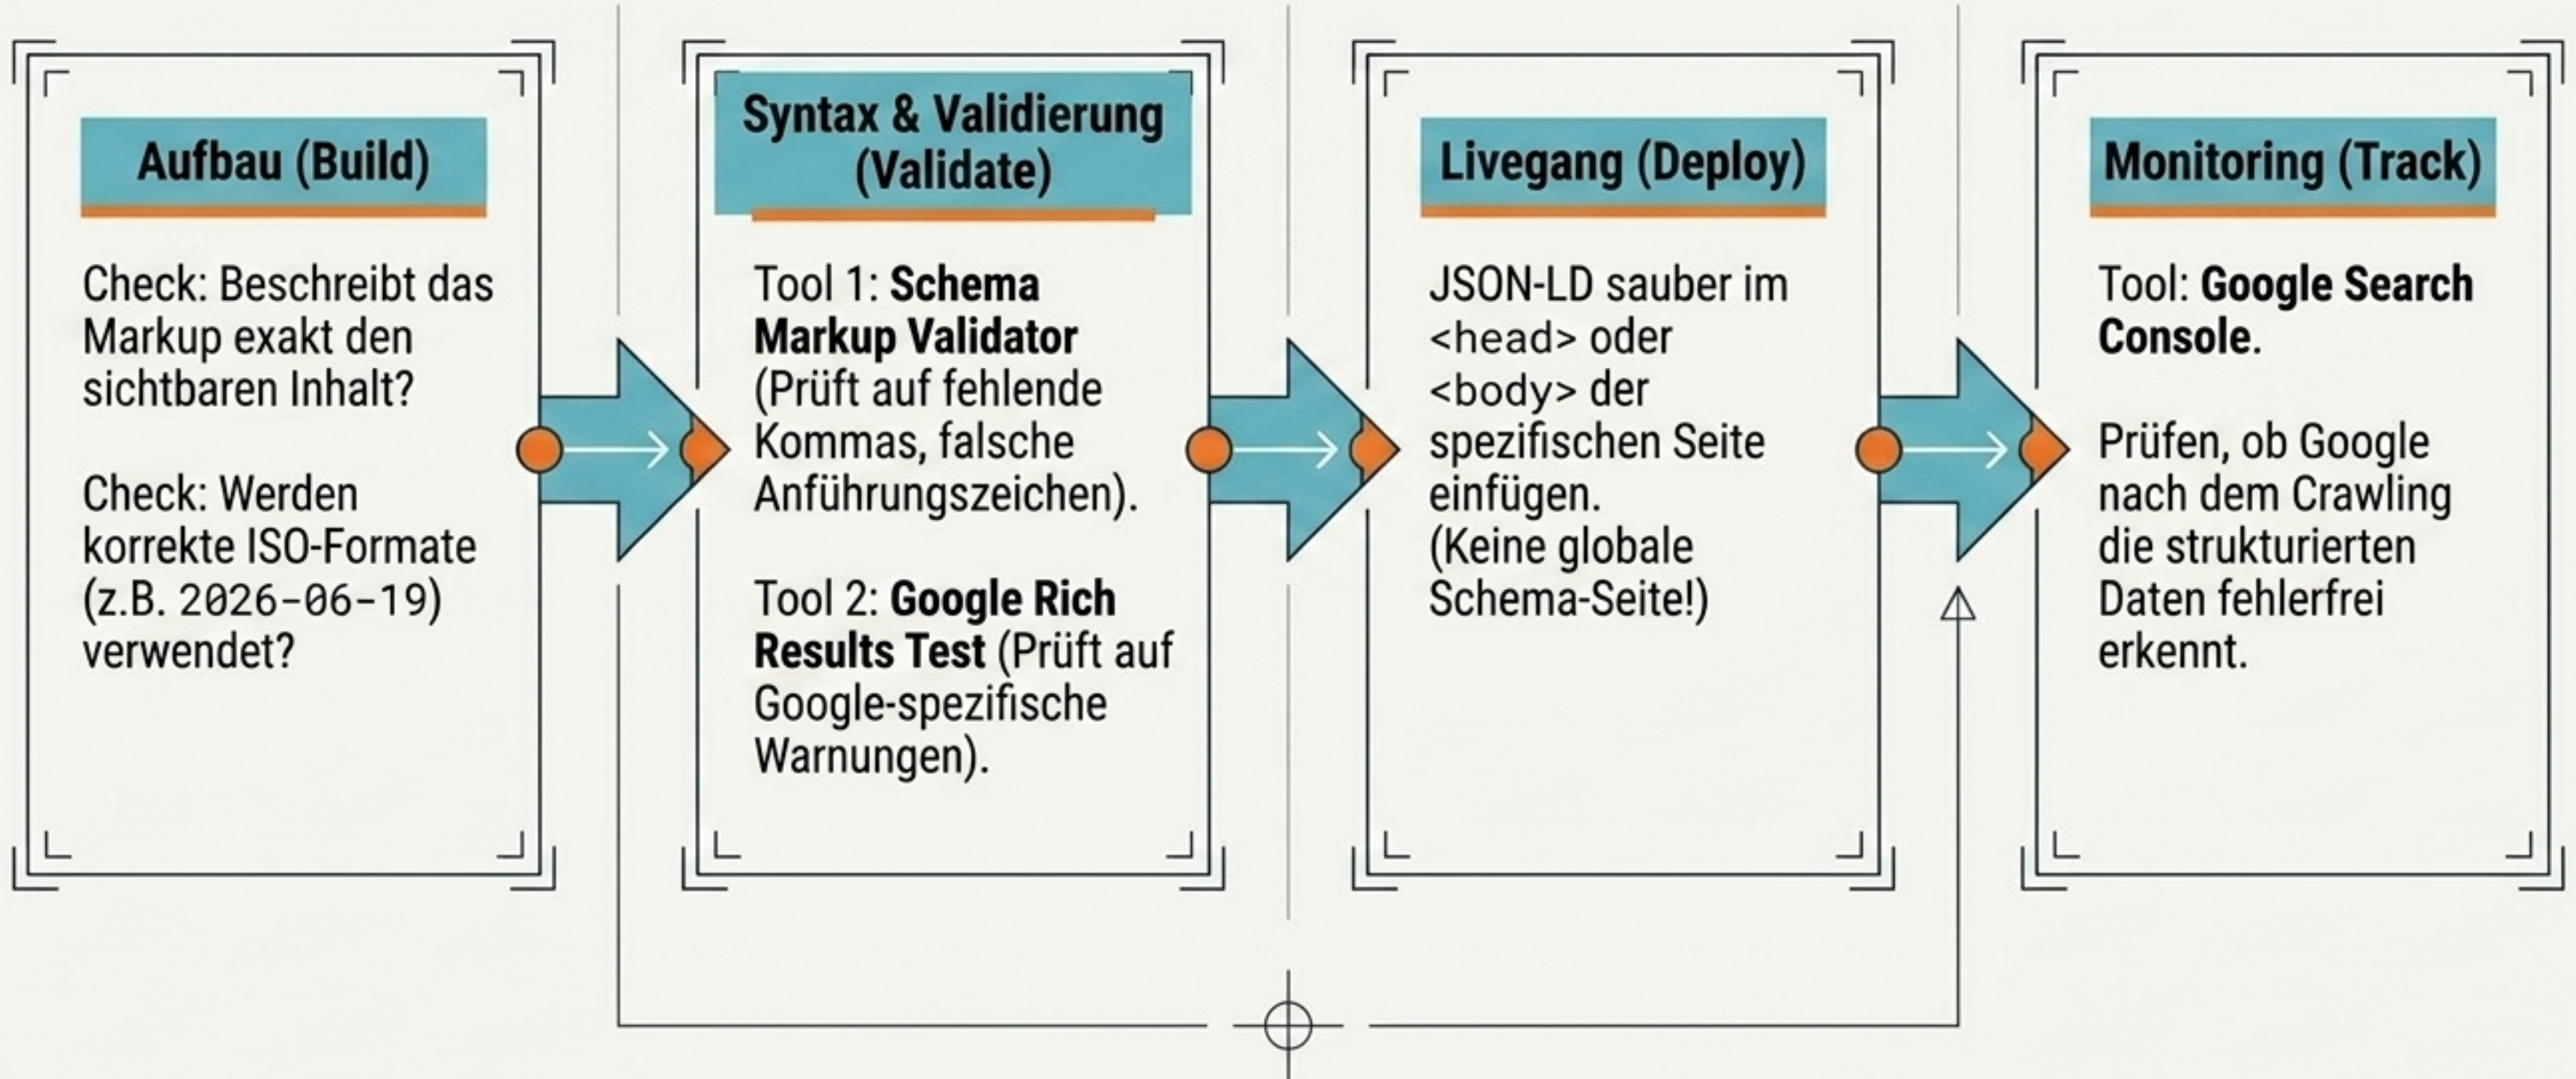 Aufbau (Build)
Check: Beschreibt das
Markup exakt den
sichtbaren Inhalt?
Check: Werden
korrekte ISO-Formate
(z.B. 2026-06-19)
verwendet?
Syntax & Validierung
(Validate)
Tool 1: Schema
Markup Validator
(Prüft auf fehlende
Kommas, falsche
Anführungszeichen).
Tool 2: Google Rich
Results Test (Prüft auf
Google-spezifische
Warnungen).
Livegang (Deploy)
JSON-LD sauber im
<head> oder
<body> der
spezifischen Seite
einfügen.
(Keine globale
Schema-Seite!)
Monitoring (Track)
Tool: Google Search
Console.
Prüfen, ob Google
nach dem Crawling
die strukturierten
Daten fehlerfrei
erkennt.